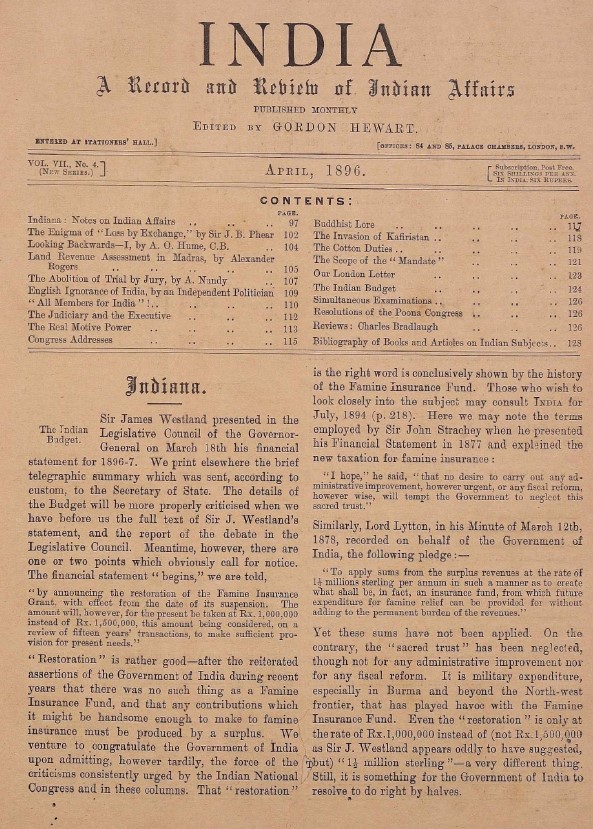 INDIA
A Record and Review of Indian Affairs
PUBLISHED MONTHLY
EDITED BY GORDON HEWART.
ENTERED AT STATIONERS' HALL.]
[OFFICES: 84 AND 85, PALACE CHAMBERS, LONDON, S.W.
VOL. VII., No. 4.
(NEW SERIES.)
APRIL, 1896.
Subscription, Post Free,
SIX SHILLINGS PER ANN.
IN INDIA, SIX RUPEES.
CONTENTS:
PAGE.
Indiana: Notes on Indian Affairs .. .. .. 97
The Enigma of "Loss by Exchange," by Sir J. B. Phear 102
Looking Backwards—I, by A. O. Hume, C.B. .. 104
Land Revenue Assessment in Madras, by Alexander
Rogers .. .. .. .. .. 105
The Abolition of Trial by Jury, by A. Nundy .. 107
English Ignorance of India, by an Independent Politician 109
"All Members for India"!.. .. .. .. 110
The Judiciary and the Executive .. .. .. 112
The Real Motive Power .. .. .. .. 113
Congress Addresses .. .. .. .. 115
PAGE.
Buddhist Lore .. .. .. .. 117
The Invasion of Kafiristan .. .. .. .. 118
The Cotton Duties .. .. .. .. 119
The Scope of the "Mandate" .. .. .. 121
Our London Letter .. .. .. .. 123
The Indian Budget .. .. .. .. 124
Simultaneous Examinations .. .. .. .. 126
Resolutions of the Poona Congress .. .. .. 126
Reviews: Charles Bradlaugh .. .. .. 126
Bibliography of Books and Articles on Indian Subjects.. 128
Indiana.
The Indian
Budget.
Sir James Westland presented in the
Legislative Council of the Governor-
General on March 18th his financial
statement for 1896-7. We print elsewhere the brief
telegraphic summary which was sent, according to
custom, to the Secretary of State. The details of
the Budget will be more properly criticised when we
have before us the full text of Sir J. Westland's
statement, and the report of the debate in the
Legislative Council. Meantime, however, there are
one or two points which obviously call for notice.
The financial statement "begins," we are told,
"by announcing the restoration of the Famine Insurance
Grant, with effect from the date of its suspension. The
amount will, however, for the present be taken at Rx. 1,000,000
instead of Rx. 1,500,000, this amount being considered, on a
review of fifteen years' transactions, to make sufficient pro-
vision for present needs."
"Restoration" is rather good—after the reiterated
assertions of the Government of India during recent
years that there was no such thing as a Famine
Insurance Fund, and that any contributions which
it might be handsome enough to make to famine
insurance must be produced by a surplus. We
venture to congratulate the Government of India
upon admitting, however tardily, the force of the
criticisms consistently urged by the Indian National
Congress and in these columns. That "restoration"
is the right word is conclusively shown by the history
of the Famine Insurance Fund. Those who wish to
look closely into the subject may consult INDIA for
July, 1894 (p. 218). Here we may note the terms
employed by Sir John Strachey when he presented
his Financial Statement in 1877 and explained the
new taxation for famine insurance:
"I hope," he said, "that no desire to carry out any ad-
ministrative improvement, however urgent, or any fiscal reform,
however wise, will tempt the Government to neglect this
sacred trust."
Similarly, Lord Lytton, in his Minute of March 12th,
1878, recorded on behalf of the Government of
India, the following pledge:—
"To apply sums from the surplus revenues at the rate of
1½ millions sterling per annum in such a manner as to create
what shall be, in fact, an insurance fund, from which future
expenditure for famine relief can be provided for without
adding to the permanent burden of the revenues."
Yet these sums have not been applied. On the
contrary, the "sacred trust" has been neglected,
though not for any administrative improvement nor
for any fiscal reform. It is military expenditure,
especially in Burma and beyond the North-west
frontier, that has played havoc with the Famine
Insurance Fund. Even the "restoration" is only at
the rate of Rx.1,000,000 instead of (not Rx.1,500,000
as Sir J. Westland appears oddly to have suggested,
but) "1½ million sterling"—a very different thing.
Still, it is something for the Government of India to
resolve to do right by halves.